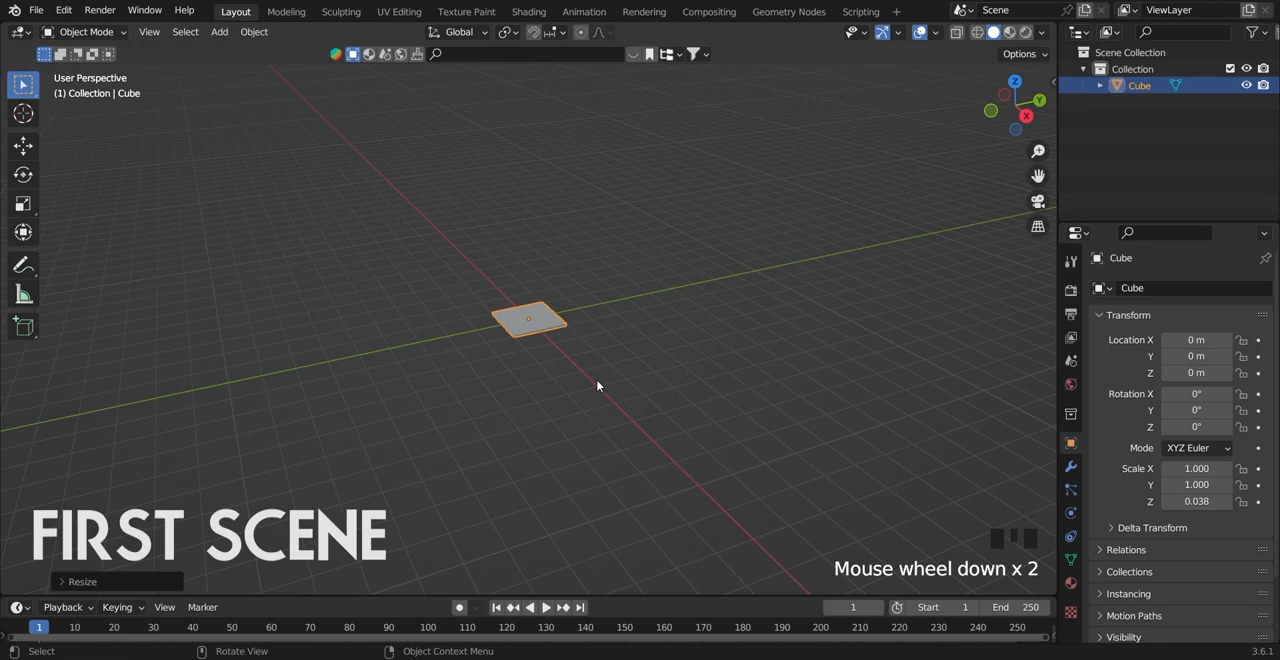 File Edit Render Window Help Layout Modeling Sculpting UV Editing Texture Paint Shading Animation Rendering Compositing Geometry Nodes Scripting + Scene ViewLayer
Object Mode View Select Add Object Global
Options
User Perspective
(1) Collection | Cube
Z
Y
X
Scene Collection
Collection
Cube
Cube
Cube
Transform
Location X 0 m
Y 0 m
Z 0 m
Rotation X 0°
Y 0°
Z 0°
Mode XYZ Euler
Scale X 1.000
Y 1.000
Z 0.038
Delta Transform
Relations
Collections
Instancing
Motion Paths
Visibility
FIRST SCENE
Resize
Mouse wheel down x 2
Playback Keying View Marker 1 Start 1 End 250
1 10 20 30 40 50 60 70 80 90 100 110 120 130 140 150 160 170 180 190 200 210 220 230 240 250
Select Rotate View Object Context Menu 3.6.1